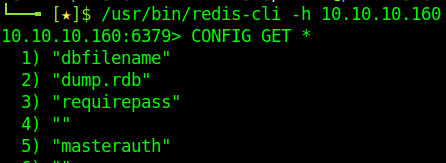 └──╼ [★]$ /usr/bin/redis-cli -h 10.10.10.160
10.10.10.160:6379> CONFIG GET *
1) "dbfilename"
2) "dump.rdb"
3) "requirepass"
4) ""
5) "masterauth"